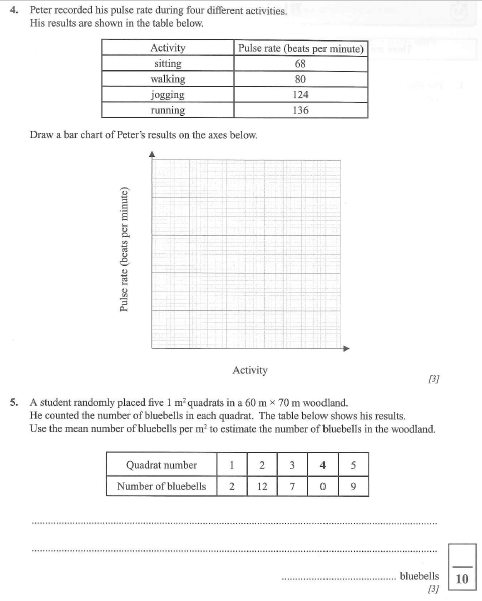 4. Peter recorded his pulse rate during four different activities.
His results are shown in the table below.
Activity Pulse rate (beats per minute)
sitting 68
walking 80
jogging 124
running 136
Draw a bar chart of Peter's results on the axes below.
Pulse rate (beats per minute)
Activity
[3]
5. A student randomly placed five 1 m² quadrats in a 60 m × 70 m woodland.
He counted the number of bluebells in each quadrat. The table below shows his results.
Use the mean number of bluebells per m² to estimate the number of bluebells in the woodland.
Quadrat number 1 2 3 4 5
Number of bluebells 2 12 7 0 9
bluebells
[3]
10